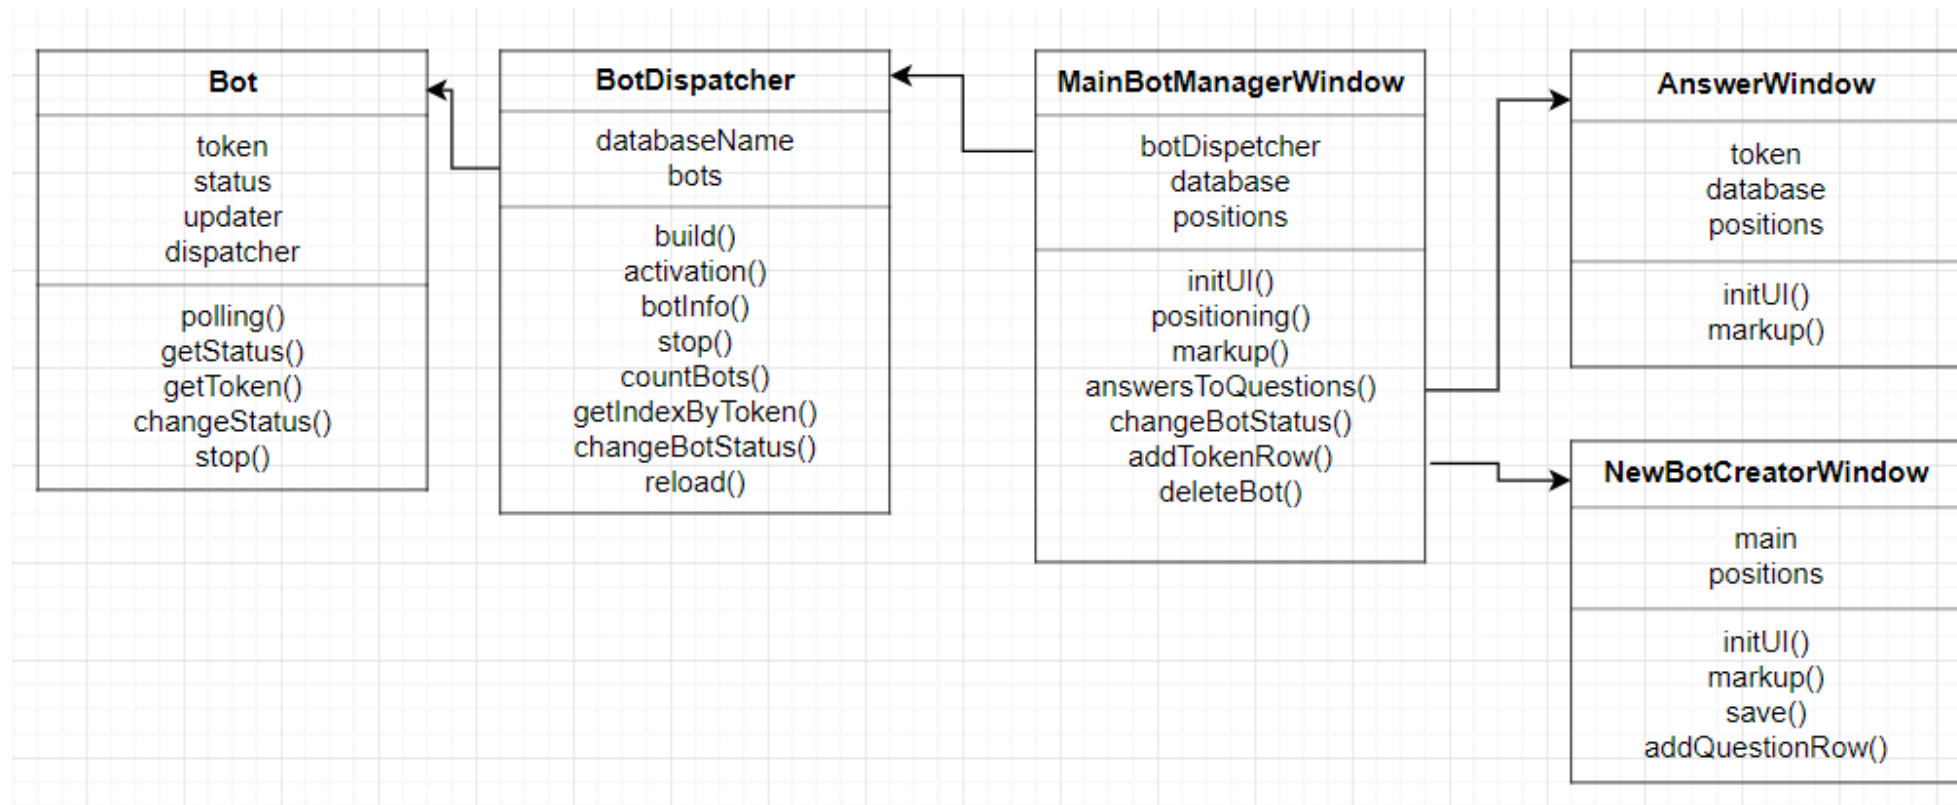 Bot
token
status
updater
dispatcher
polling()
getStatus()
getToken()
changeStatus()
stop()
BotDispatcher
databaseName
bots
build()
activation()
botInfo()
stop()
countBots()
getIndexByToken()
changeBotStatus()
reload()
MainBotManagerWindow
botDispetcher
database
positions
initUI()
positioning()
markup()
answersToQuestions()
changeBotStatus()
addTokenRow()
deleteBot()
AnswerWindow
token
database
positions
initUI()
markup()
NewBotCreatorWindow
main
positions
initUI()
markup()
save()
addQuestionRow()